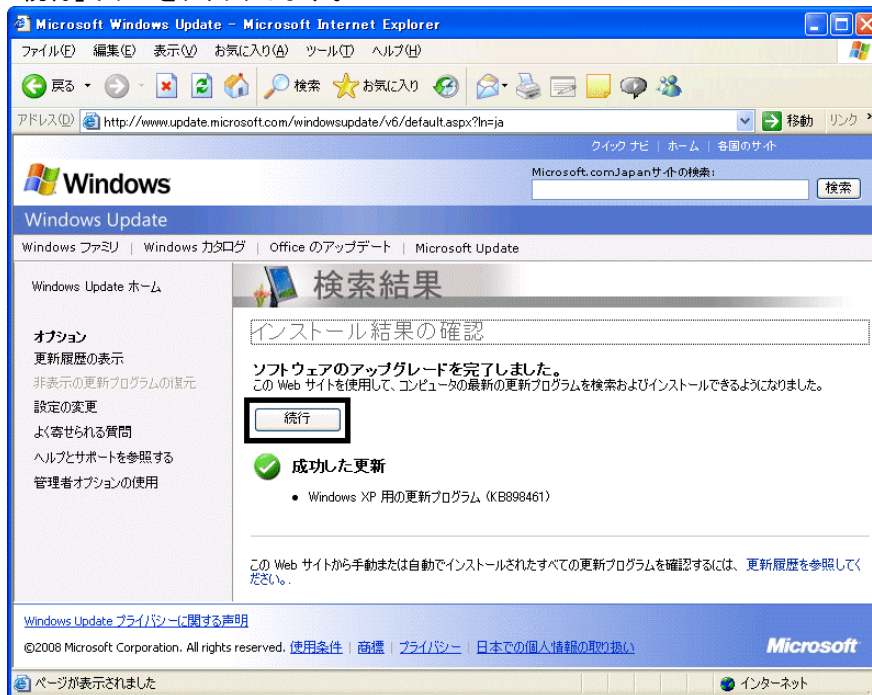 Microsoft Windows Update - Microsoft Internet Explorer
ファイル(F) 編集(E) 表示(V) お気に入り(A) ツール(T) ヘルプ(H)
戻る 検索 お気に入り
アドレス(D) http://www.update.microsoft.com/windowsupdate/v6/default.aspx?ln=ja 移動 リンク
クイック ナビ | ホーム | 各国のサイト
Windows
Microsoft.comJapanサイトの検索:
検索
Windows Update
Windows ファミリ | Windows カタログ | Office のアップデート | Microsoft Update
Windows Update ホーム
オプション
更新履歴の表示
非表示の更新プログラムの復元
設定の変更
よく寄せられる質問
ヘルプとサポートを参照する
管理者オプションの使用
検索結果
インストール結果の確認
ソフトウェアのアップグレードを完了しました。
この Web サイトを使用して、コンピュータの最新の更新プログラムを検索およびインストールできるようになりました。
続行
成功した更新
• Windows XP 用の更新プログラム (KB898461)
この Web サイトから手動または自動でインストールされたすべての更新プログラムを確認するには、更新履歴を参照してく
ださい。.
Windows Update プライバシーに関する声明
©2008 Microsoft Corporation. All rights reserved. 使用条件 | 商標 | プライバシー | 日本での個人情報の取り扱い
Microsoft
ページが表示されました インターネット